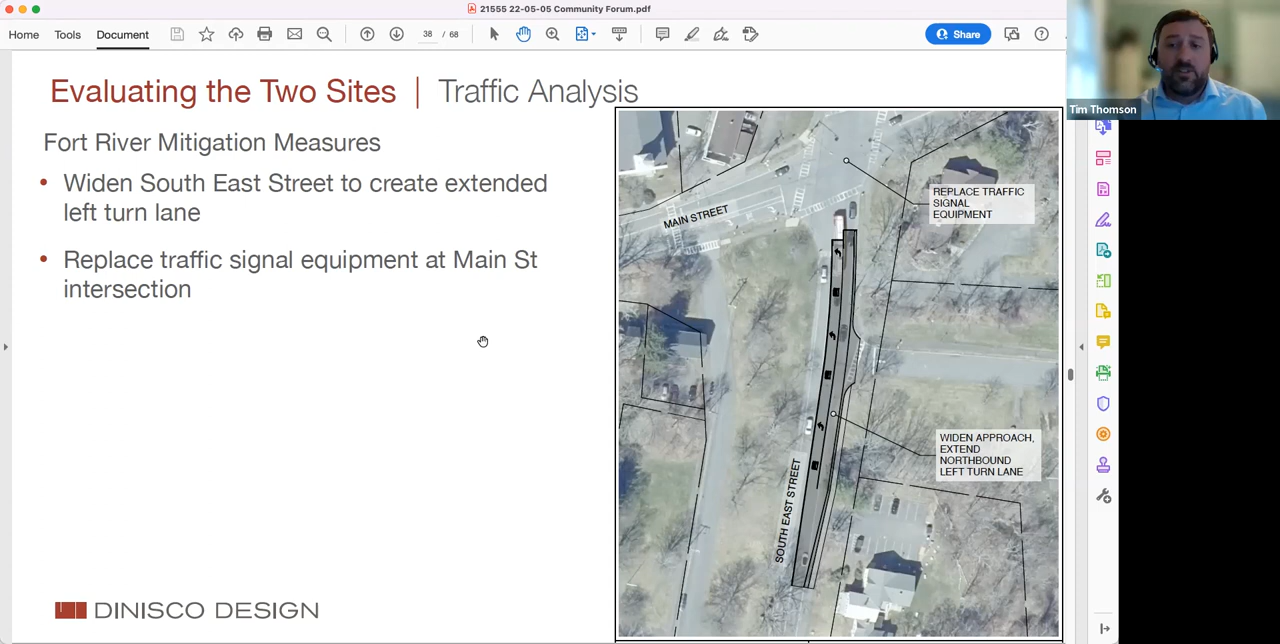 21555 22-05-05 Community Forum.pdf
Home Tools Document 38 / 68 Share
Tim Thomson
Evaluating the Two Sites | Traffic Analysis
Fort River Mitigation Measures
• Widen South East Street to create extended
left turn lane
• Replace traffic signal equipment at Main St
intersection
MAIN STREET
REPLACE TRAFFIC
SIGNAL
EQUIPMENT
WIDEN APPROACH,
EXTEND
NORTHBOUND
LEFT TURN LANE
SOUTH EAST STREET
DINISCO DESIGN